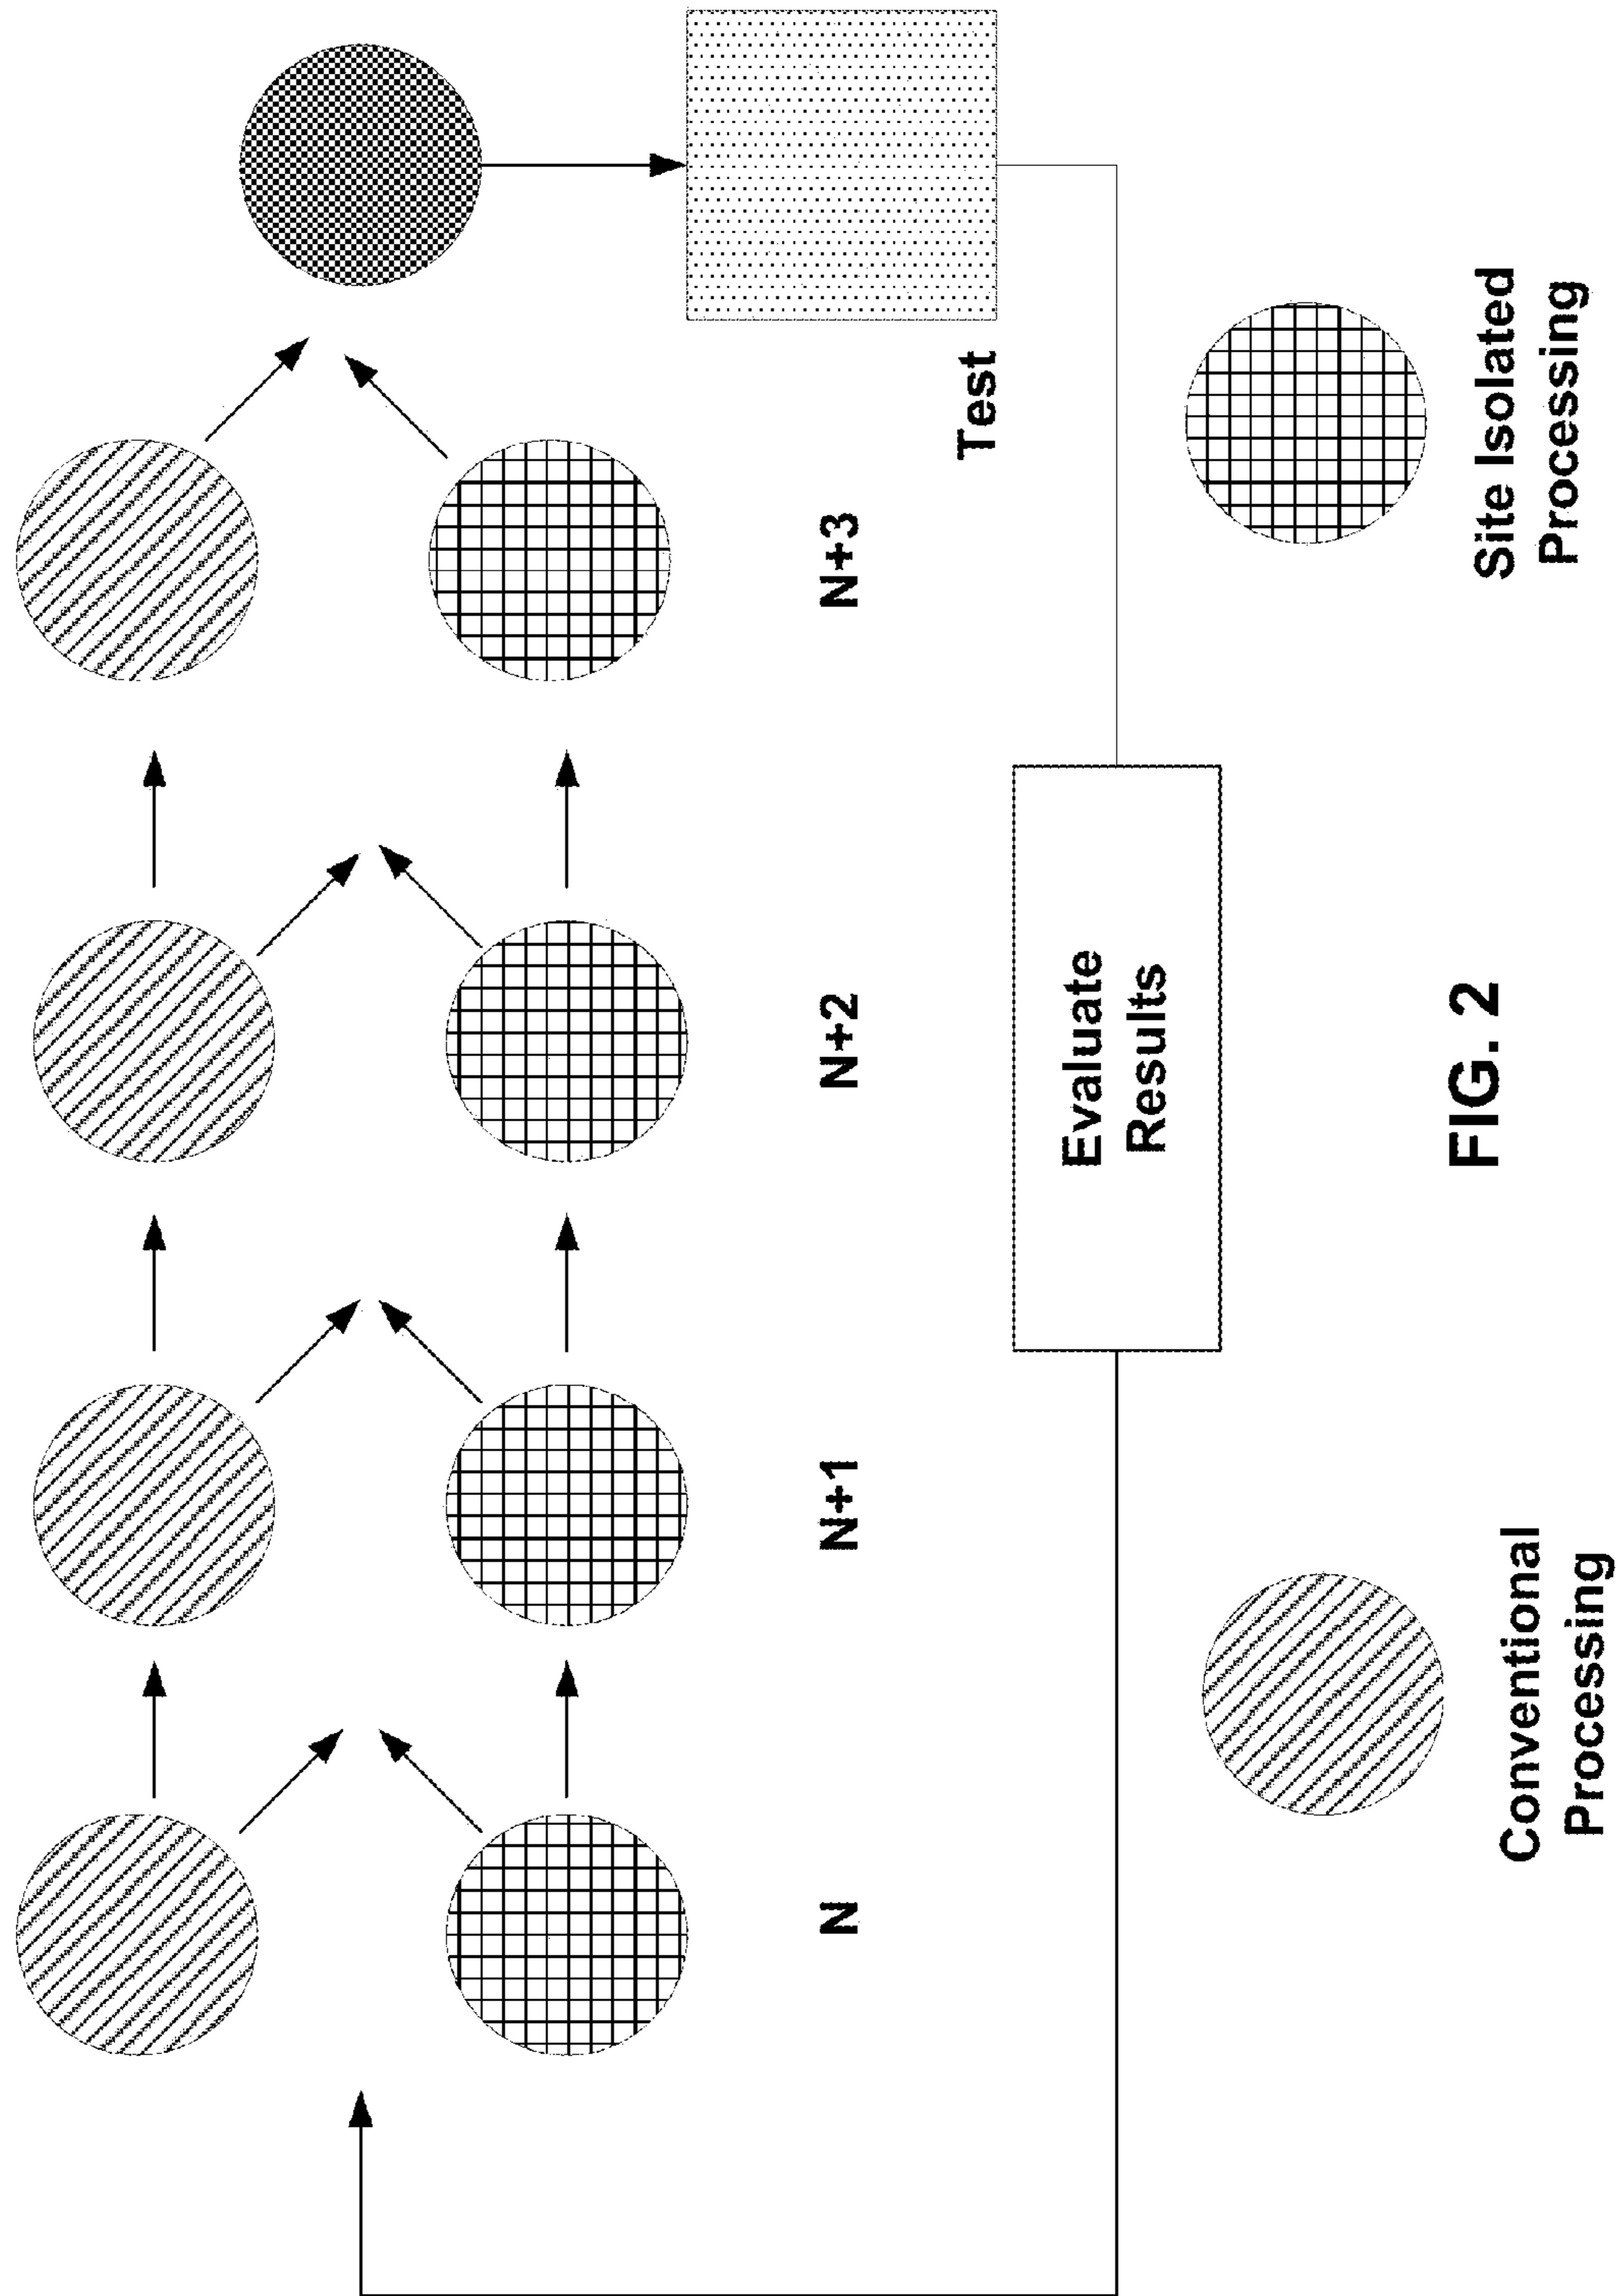 N
N+1
N+2
N+3
Test
Evaluate
Results
Conventional
Processing
Site Isolated
Processing
FIG. 2